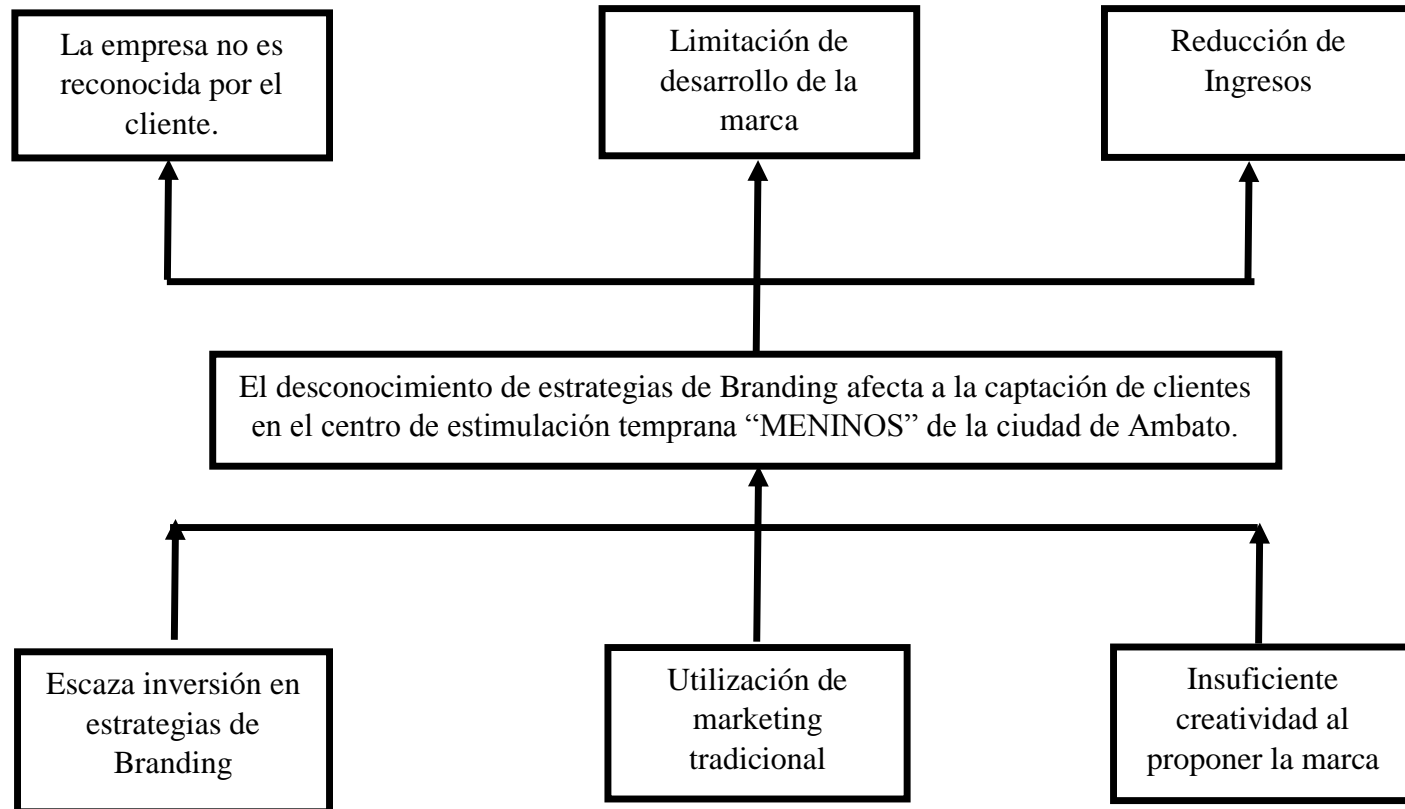 La empresa no es
reconocida por el
cliente.
Limitación de
desarrollo de la
marca
Reducción de
Ingresos
El desconocimiento de estrategias de Branding afecta a la captación de clientes
en el centro de estimulación temprana “MENINOS” de la ciudad de Ambato.
Escaza inversión en
estrategias de
Branding
Utilización de
marketing
tradicional
Insuficiente
creatividad al
proponer la marca